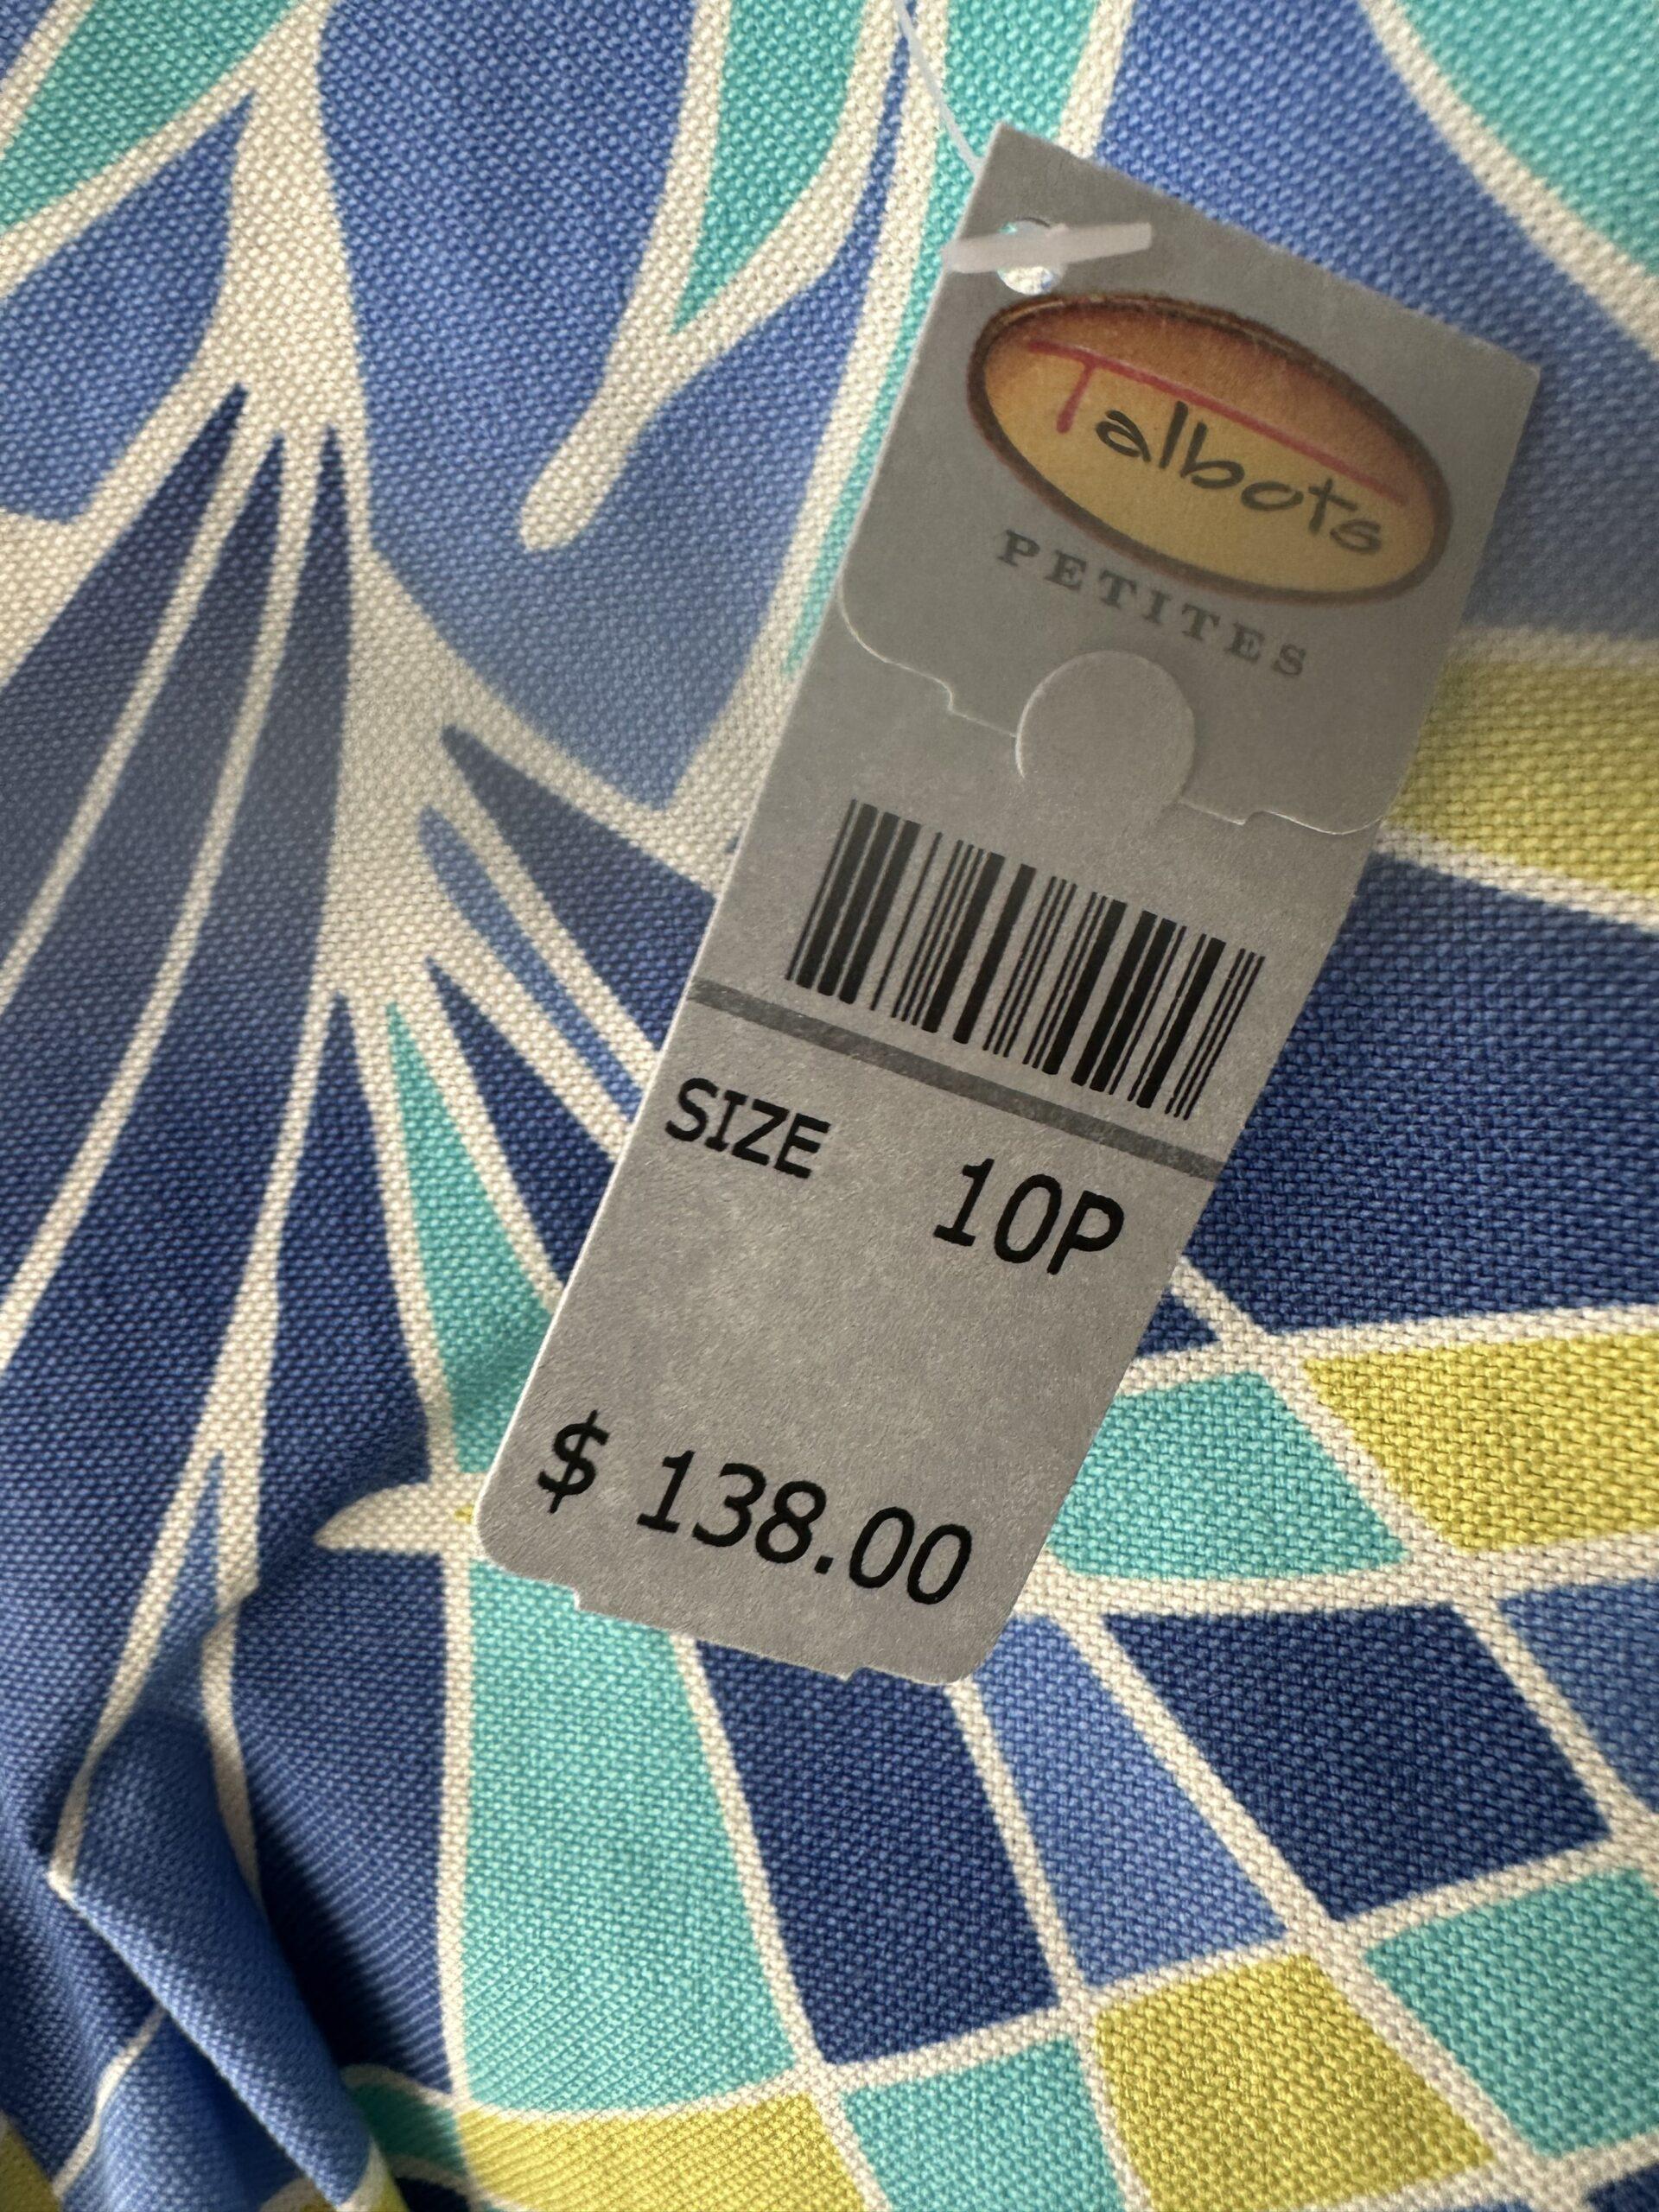 Talbots
PETITES
SIZE 10P
$ 138.00